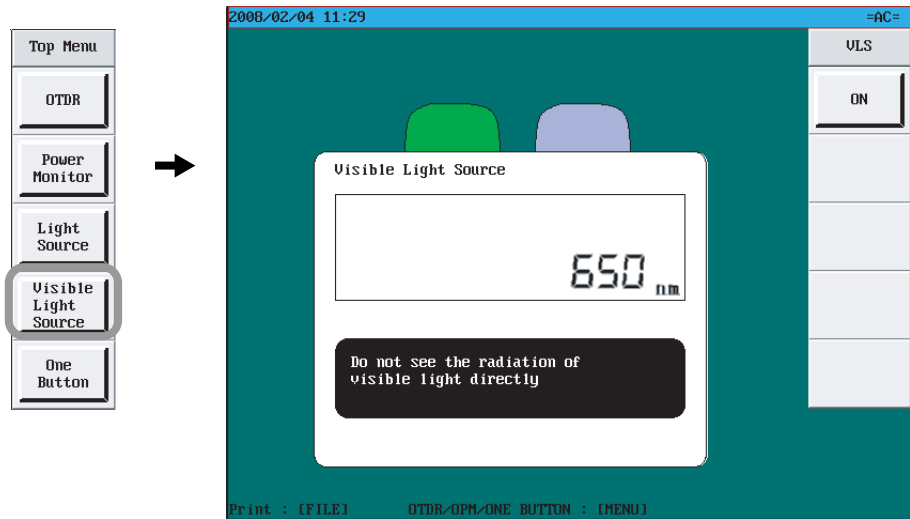 Top Menu
OTDR
Power
Monitor
Light
Source
Visible
Light
Source
One
Button
2008/02/04 11:29 =AC=
Visible Light Source
650 nm
Do not see the radiation of
visible light directly
VLS
ON
Print : [FILE] OTDR/OPM/ONE BUTTON : [MENU]